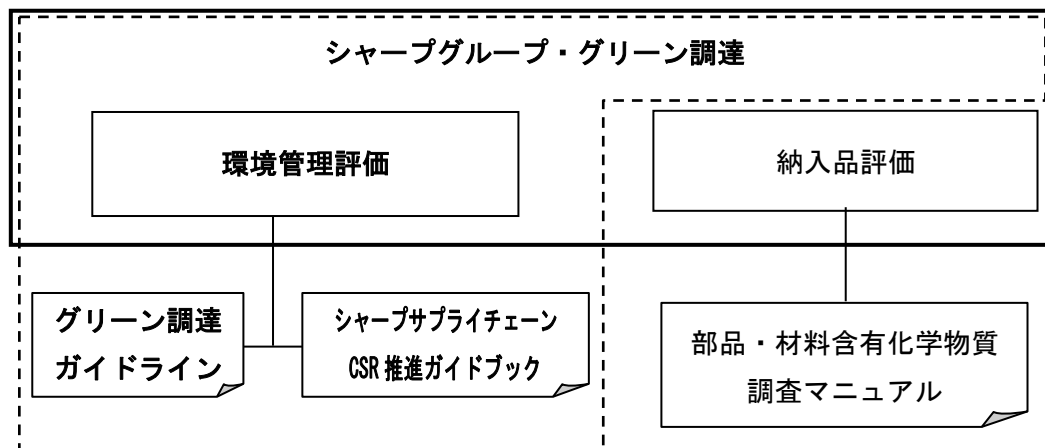 シャープグループ・グリーン調達
環境管理評価
納入品評価
グリーン調達
ガイドライン
シャープサプライチェーン
CSR 推進ガイドブック
部品・材料含有化学物質
調査マニュアル